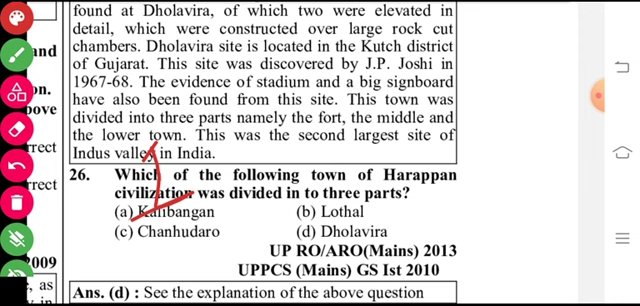 found at Dholavira, of which two were elevated in
detail, which were constructed over large rock cut
chambers. Dholavira site is located in the Kutch district
of Gujarat. This site was discovered by J.P. Joshi in
1967-68. The evidence of stadium and a big signboard
have also been found from this site. This town was
divided into three parts namely the fort, the middle and
the lower town. This was the second largest site of
Indus valley in India.
26. Which of the following town of Harappan
civilization was divided in to three parts?
(a) Kalibangan (b) Lothal
(c) Chanhudaro (d) Dholavira
UP RO/ARO(Mains) 2013
UPPCS (Mains) GS Ist 2010
Ans. (d) : See the explanation of the above question
and
on.
bove
rrect
rrect
2009
as
in